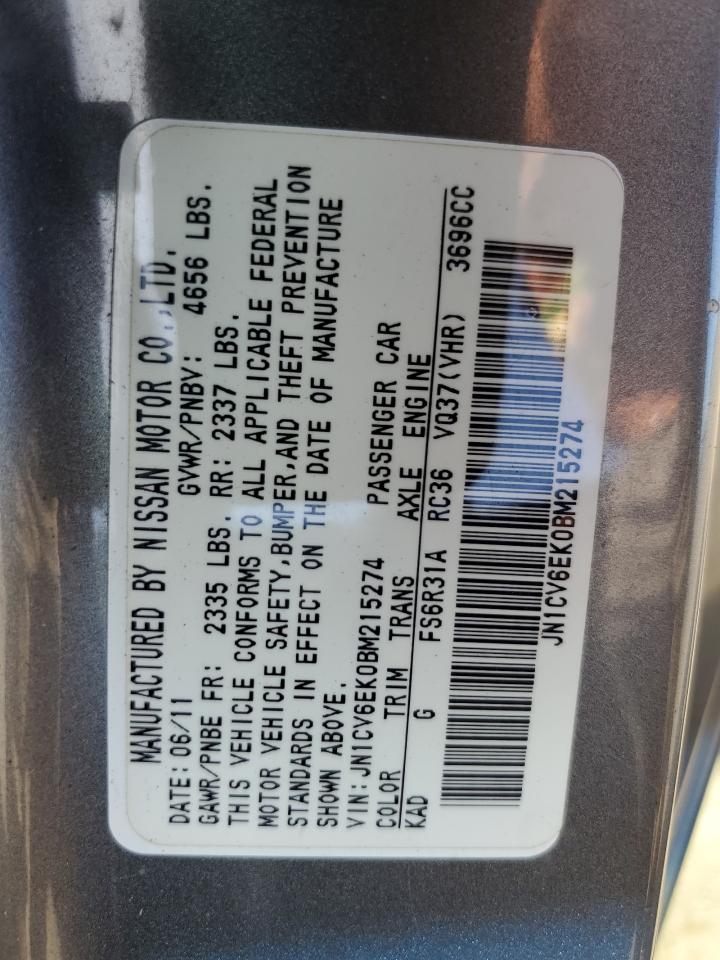 MANUFACTURED BY NISSAN MOTOR CO.,LTD.
DATE: 06/11 GVWR/PNBV: 4656 LBS.
GAWR/PNBE FR: 2335 LBS. RR: 2337 LBS.
THIS VEHICLE CONFORMS TO ALL APPLICABLE FEDERAL
MOTOR VEHICLE SAFETY,BUMPER,AND THEFT PREVENTION
STANDARDS IN EFFECT ON THE DATE OF MANUFACTURE
SHOWN ABOVE.
VIN: JN1CV6EK0BM215274 PASSENGER CAR
COLOR TRIM TRANS AXLE ENGINE
KAD G FS6R31A RC36 VQ37(VHR) 3696CC
JN1CV6EK0BM215274